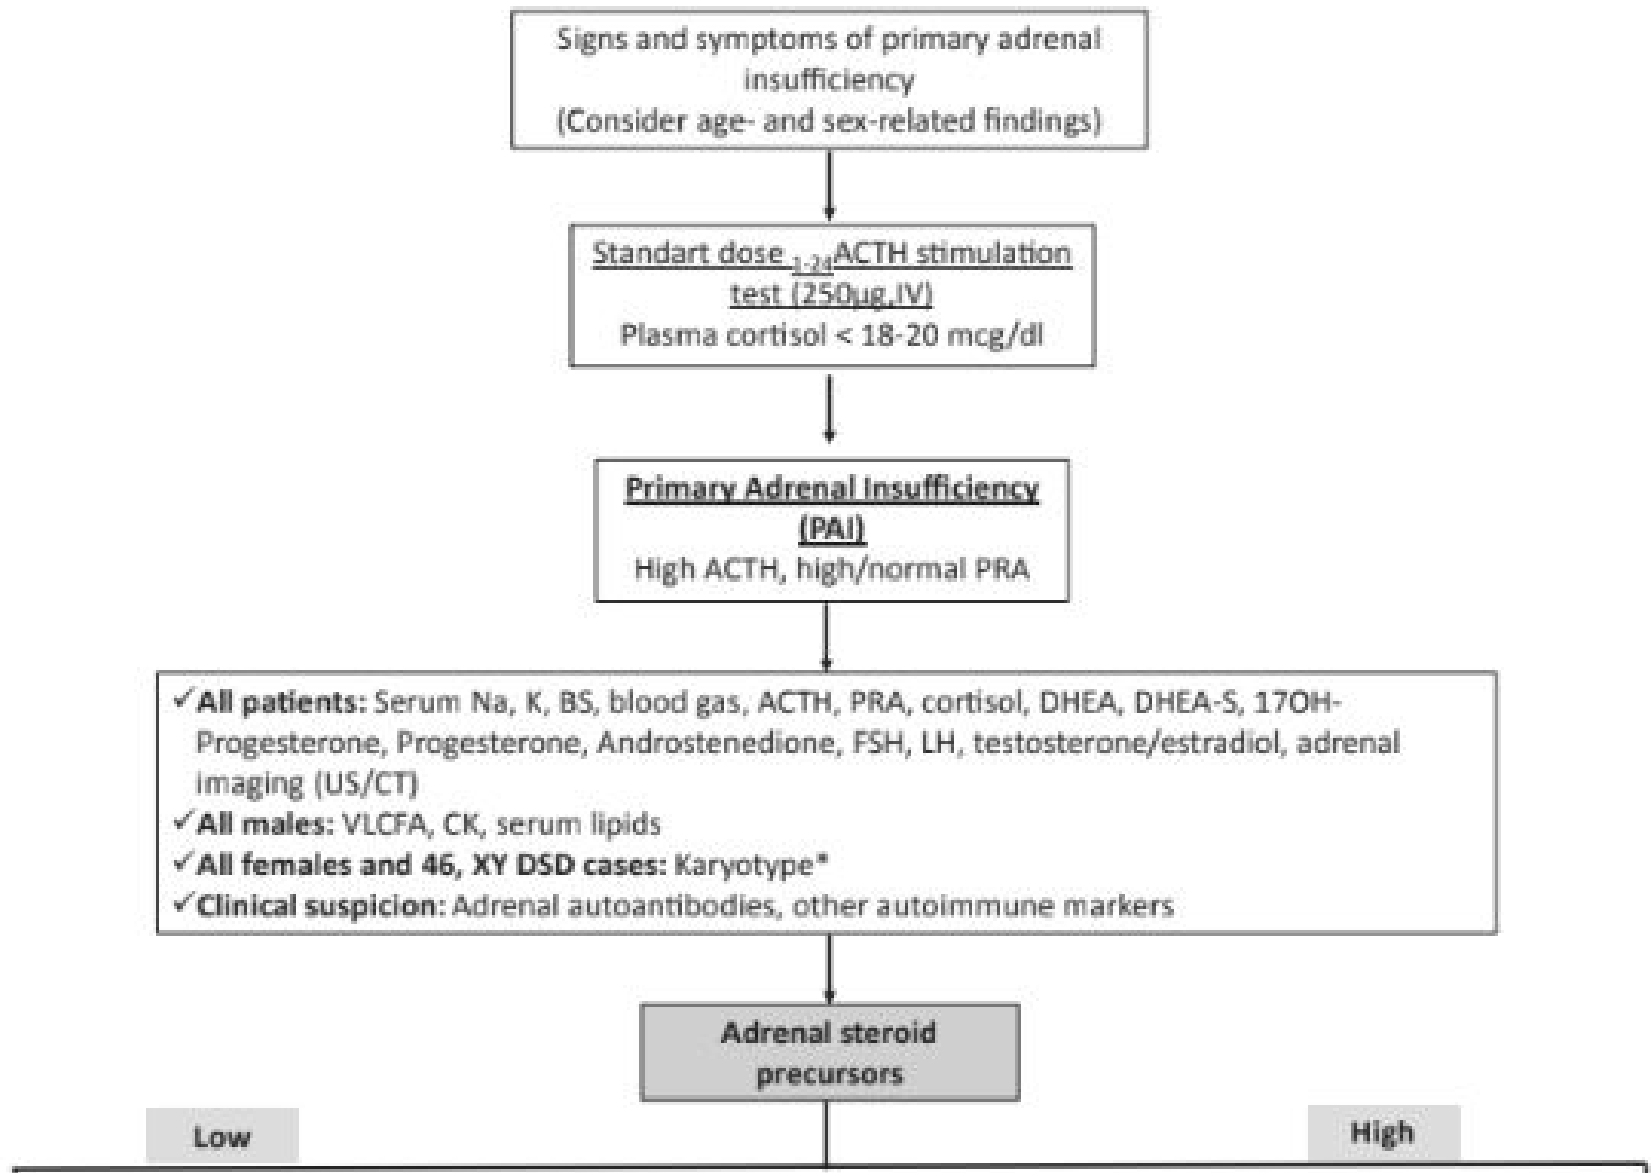 Signs and symptoms of primary adrenal
insufficiency
(Consider age- and sex-related findings)
Standart dose 1-24ACTH stimulation
test (250μg,IV)
Plasma cortisol < 18-20 mcg/dl
Primary Adrenal Insufficiency
(PAI)
High ACTH, high/normal PRA
✓All patients: Serum Na, K, BS, blood gas, ACTH, PRA, cortisol, DHEA, DHEA-S, 17OH-
Progesterone, Progesterone, Androstenedione, FSH, LH, testosterone/estradiol, adrenal
imaging (US/CT)
✓All males: VLCFA, CK, serum lipids
✓All females and 46, XY DSD cases: Karyotype*
✓Clinical suspicion: Adrenal autoantibodies, other autoimmune markers
Adrenal steroid
precursors
Low
High